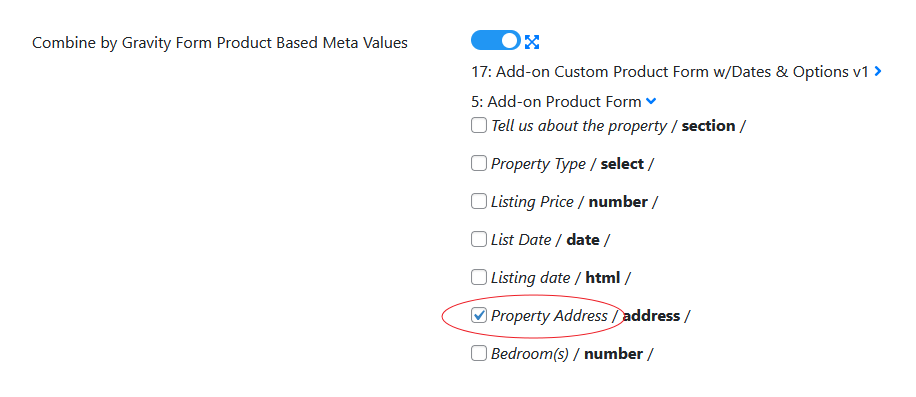 Combine by Gravity Form Product Based Meta Values
17: Add-on Custom Product Form w/Dates & Options v1
5: Add-on Product Form
Tell us about the property / section /
Property Type / select /
Listing Price / number /
List Date / date /
Listing date / html /
Property Address / address /
Bedroom(s) / number /